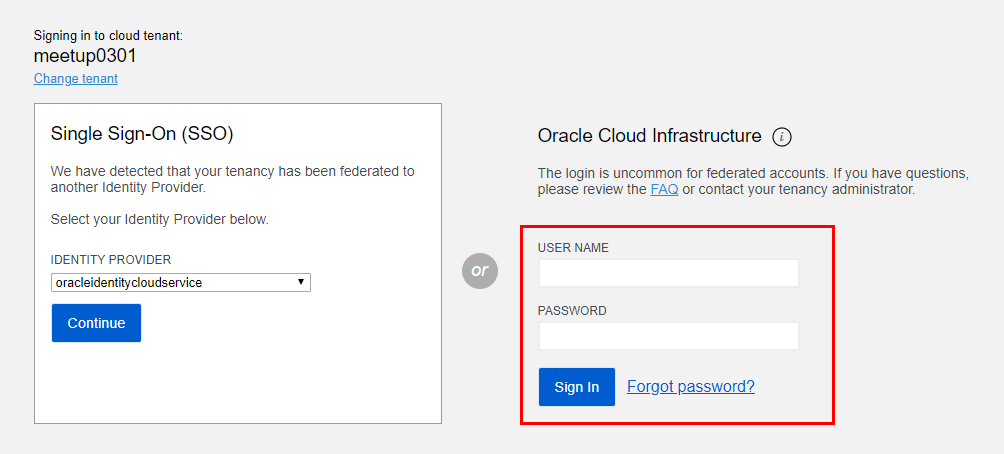 Signing in to cloud tenant:
meetup0301
Change tenant
Single Sign-On (SSO)
We have detected that your tenancy has been federated to
another Identity Provider.
Select your Identity Provider below.
IDENTITY PROVIDER
oracleidentitycloudservice
Continue
or
Oracle Cloud Infrastructure i
The login is uncommon for federated accounts. If you have questions,
please review the FAQ or contact your tenancy administrator.
USER NAME
PASSWORD
Sign In Forgot password?